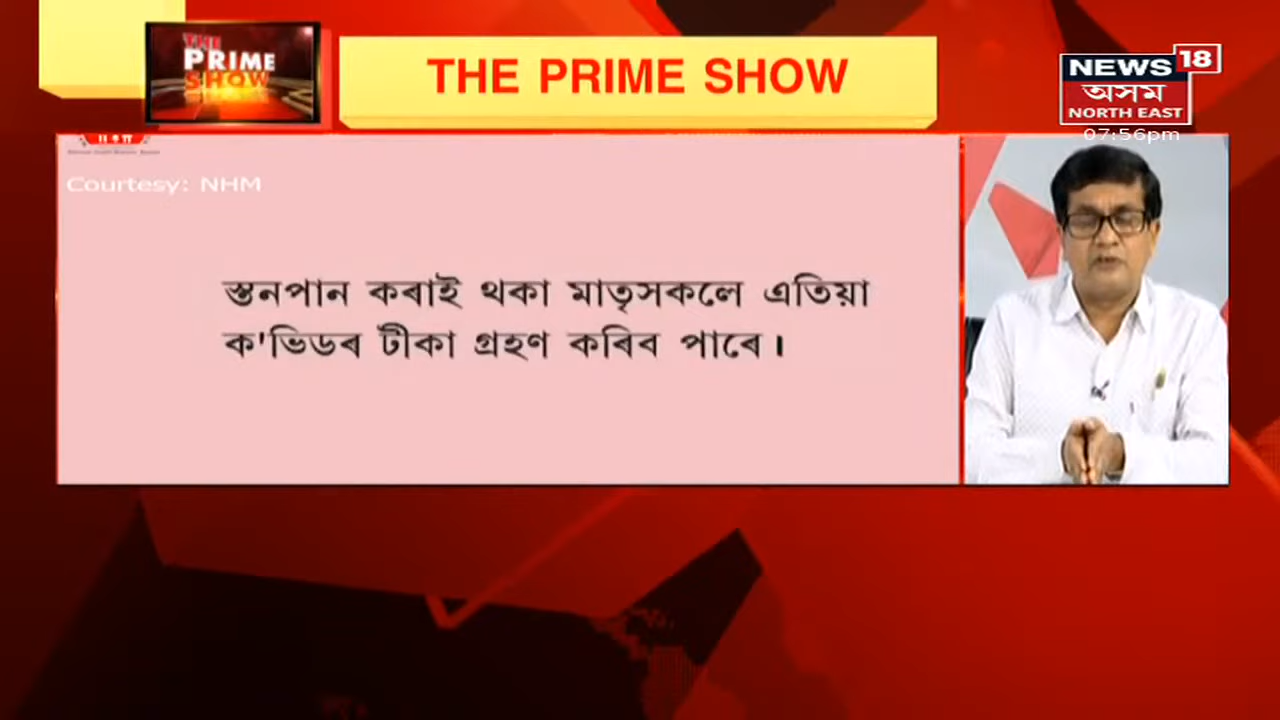 THE
PRIME
SHOW
THE PRIME SHOW
NEWS 18
অসম
NORTH EAST
07:56pm
Courtesy: NHM
স্তনপান কৰাই থকা মাতৃসকলে এতিয়া
ক'ভিডৰ টীকা গ্ৰহণ কৰিব পাৰে।